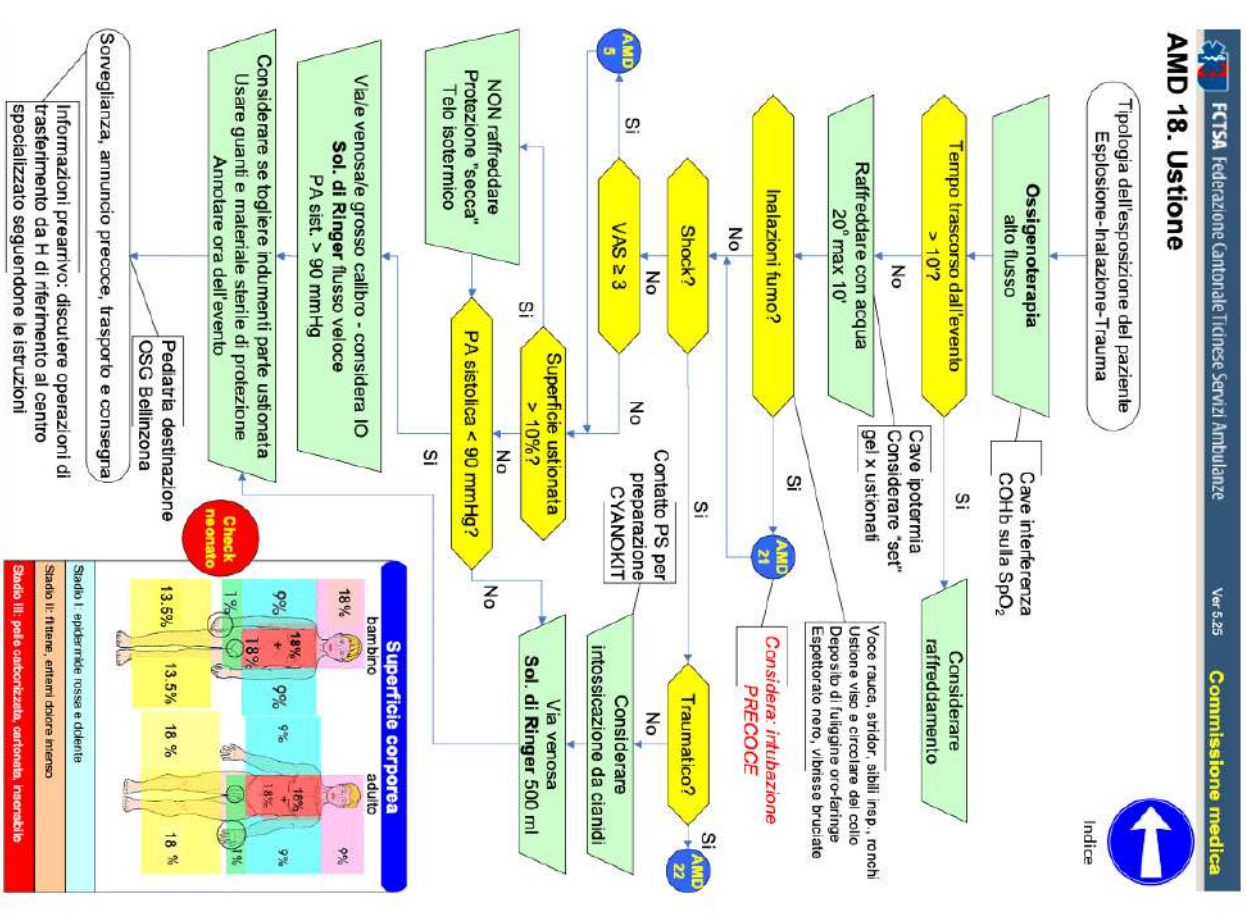 FCTSA Federazione Cantonale Ticinese Servizi Ambulanze
Ver 5.25
Commissione medica
AMD 18. Ustione
Indice
Tipologia dell'esposizione del paziente
Esplosione-Inalazione-Trauma
Ossigenoterapia
alto flusso
Cave interferenza
COHb sulla SpO2
Tempo trascorso dall'evento
> 10'?
Si
Considerare
raffreddamento
No
Raffreddare con acqua
20° max 10'
Cave ipotermia
Considerare "set"
gel x ustionati
Inalazioni fumo?
Si
AMD
21
Voce rauca, stridor, sibili insp., ronchi
Ustione viso e circolare del collo
Deposito di fuliggine oro-faringe
Espettorato nero, vibrisse bruciate
Considera: intubazione
PRECOCE
No
Shock?
Si
Traumatico?
Si
AMD
22
No
No
VAS ≥ 3
Si
AMD
5
No
Contatto PS per
preparazione
CYANOKIT
Considerare
intossicazione da cianidi
Superficie ustionata
> 10%?
Si
No
NON raffreddare
Protezione "secca"
Telo isotermico
PA sistolica < 90 mmHg?
No
Si
Via venosa
Sol. di Ringer 500 ml
Via/e venosa/e grosso calibro - considera IO
Sol. di Ringer flusso veloce
PA sist. > 90 mmHg
Considerare se togliere indumenti parte ustionata
Usare guanti e materiale sterile di protezione
Annotare ora dell'evento
Check
neonato
Pediatria destinazione
OSG Bellinzona
Sorveglianza, annuncio precoce, trasporto e consegna
Informazioni prearrivo: discutere operazioni di
trasferimento da H di riferimento al centro
specializzato seguendone le istruzioni
Superficie corporea
bambino
adulto
18%
9%
9%
18%
+
18%
9%
9%
18%
+
18%
9%
1%
1%
13.5%
13.5%
18 %
18 %
Stadio I: epidermide rossa e dolente
Stadio II: flittene, eritemi dolore intenso
Stadio III: pelle carbonizzata, cartonata, insensibile